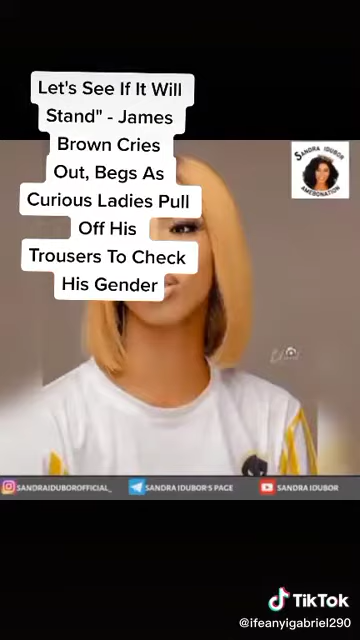 Let's See If It Will
Stand" - James
Brown Cries
Out, Begs As
Curious Ladies Pull
Off His
Trousers To Check
His Gender
SANDRA IDUBOR
AMEBONATION
SANDRAIDUBOROFFICIAL_
SANDRA IDUBOR'S PAGE
SANDRA IDUBOR
TikTok
@ifeanyigabriel290